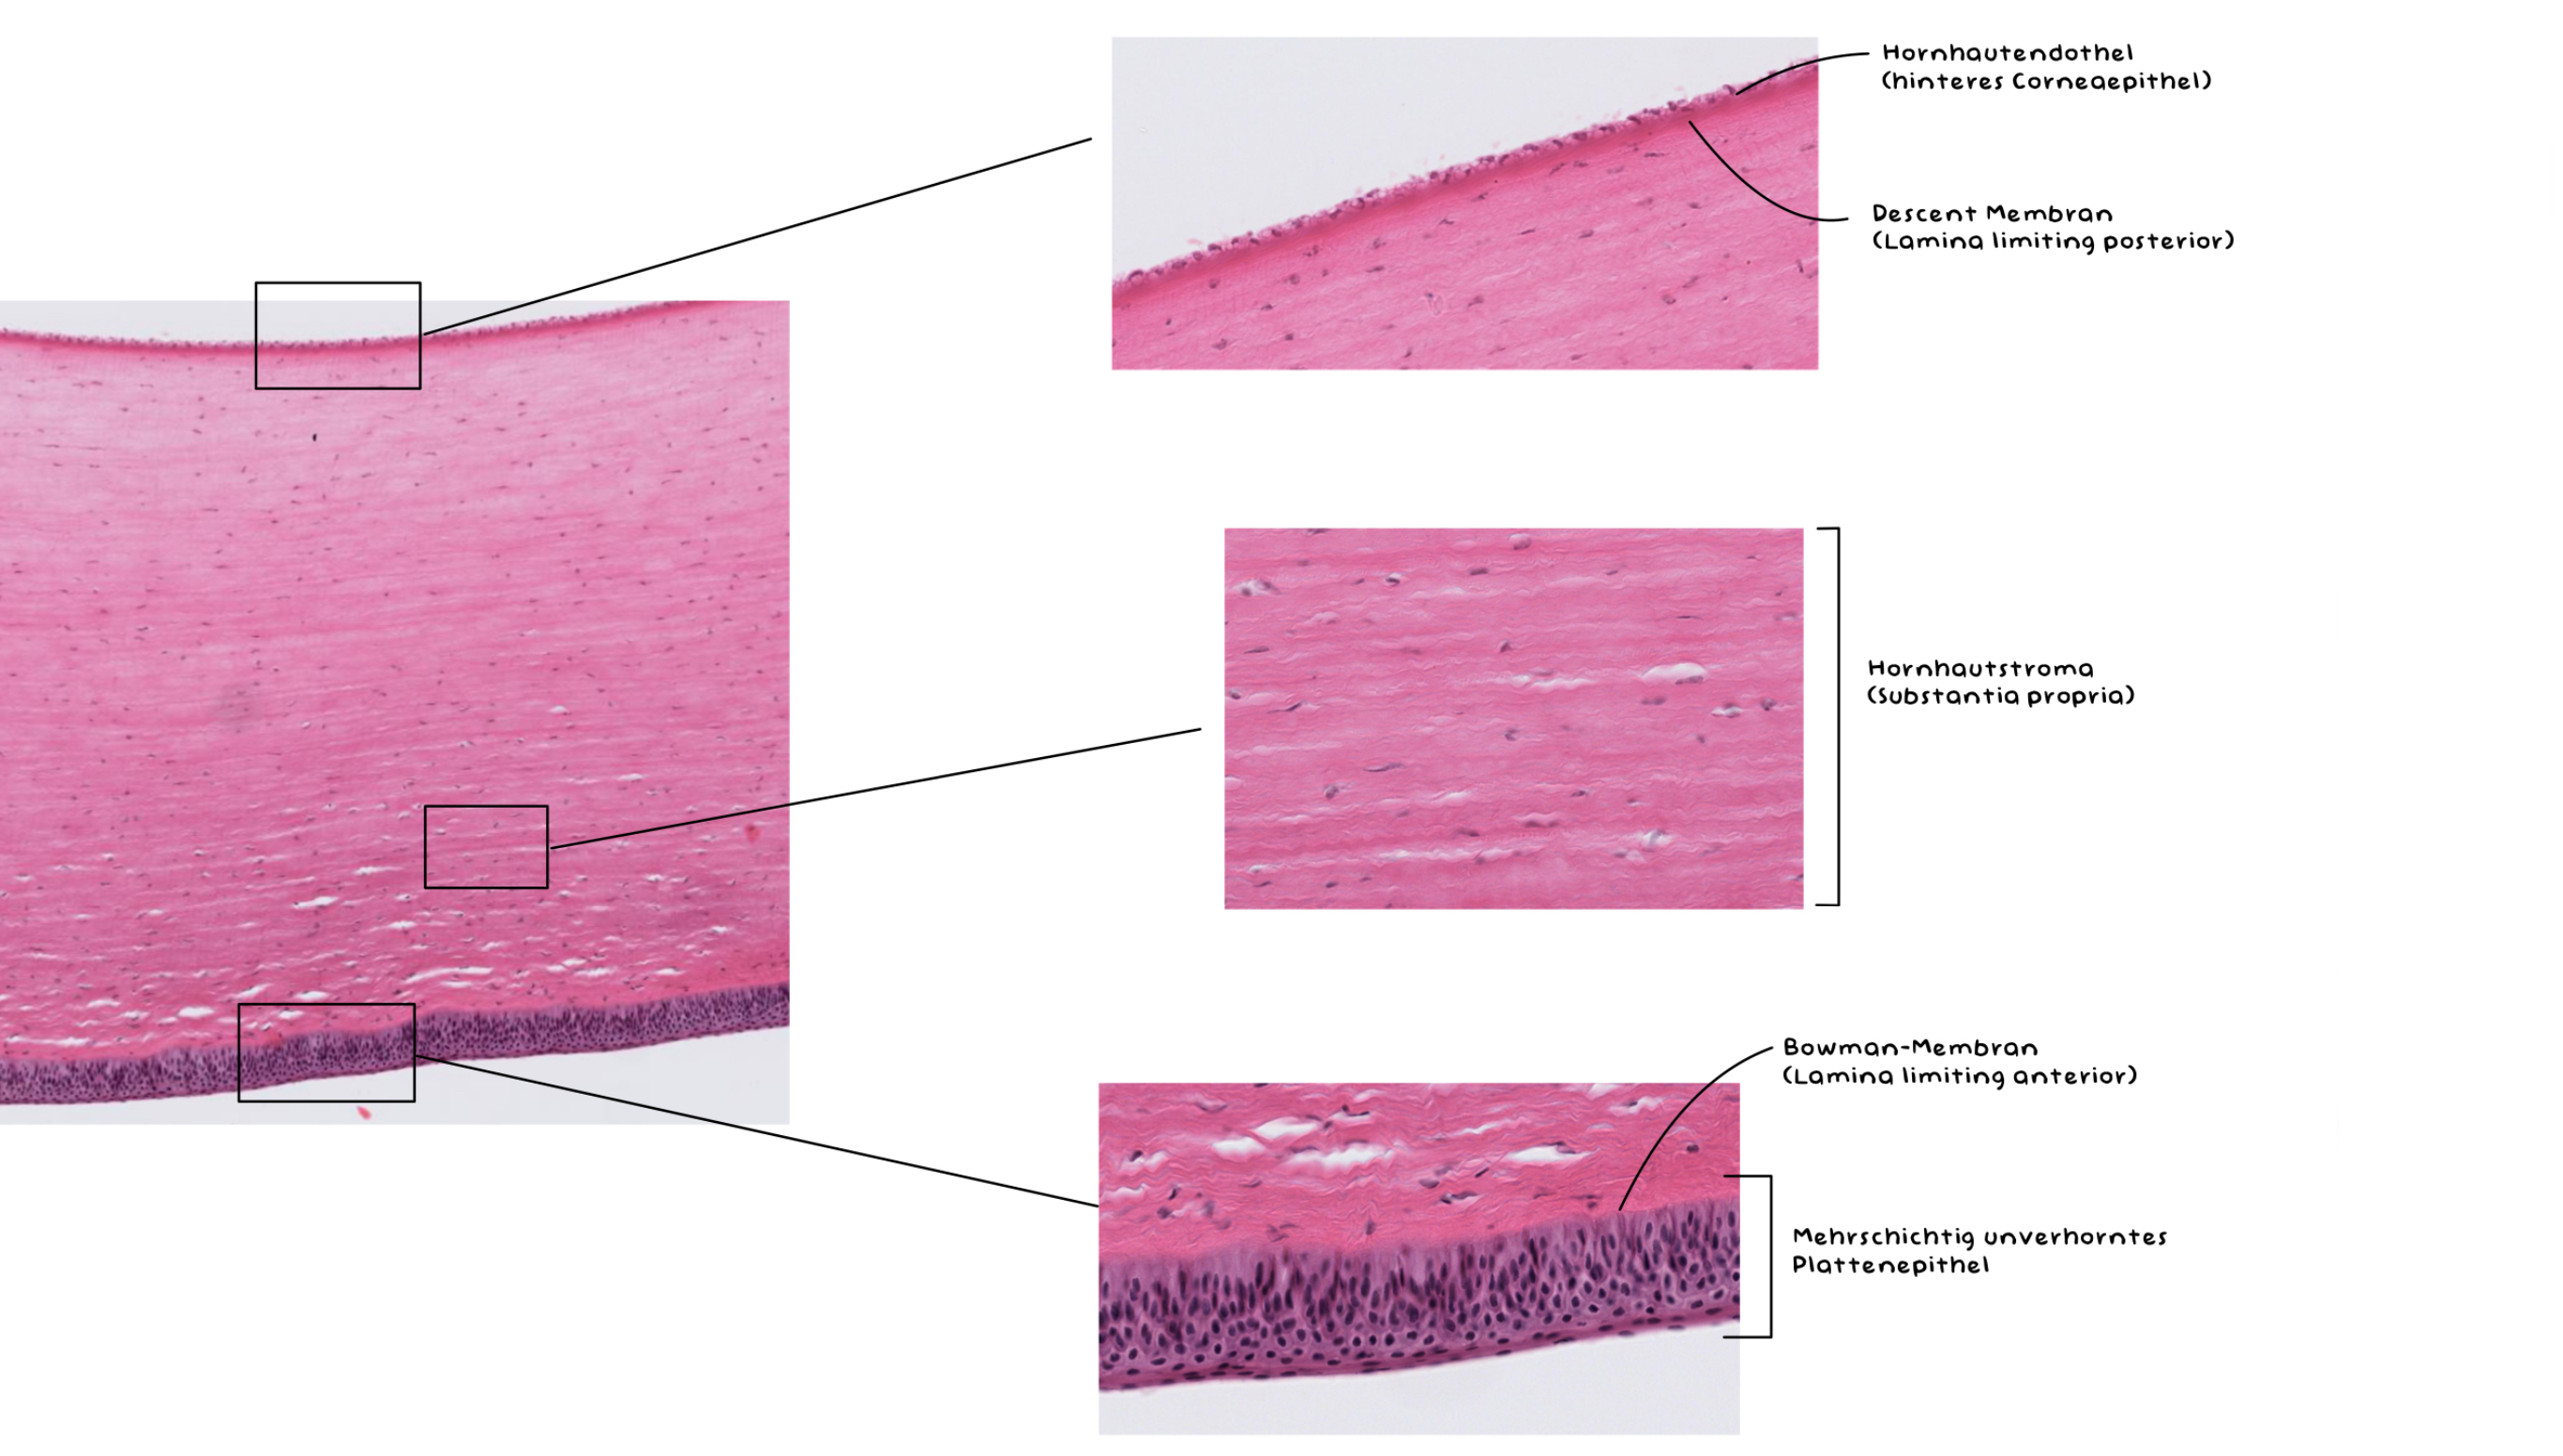 Hornhautendothel
(hinteres Corneaepithel)
Descent Membran
(Lamina limiting posterior)
Hornhautstroma
(Substantia propria)
Bowman-Membran
(Lamina limiting anterior)
Mehrschichtig unverhorntes
Plattenepithel